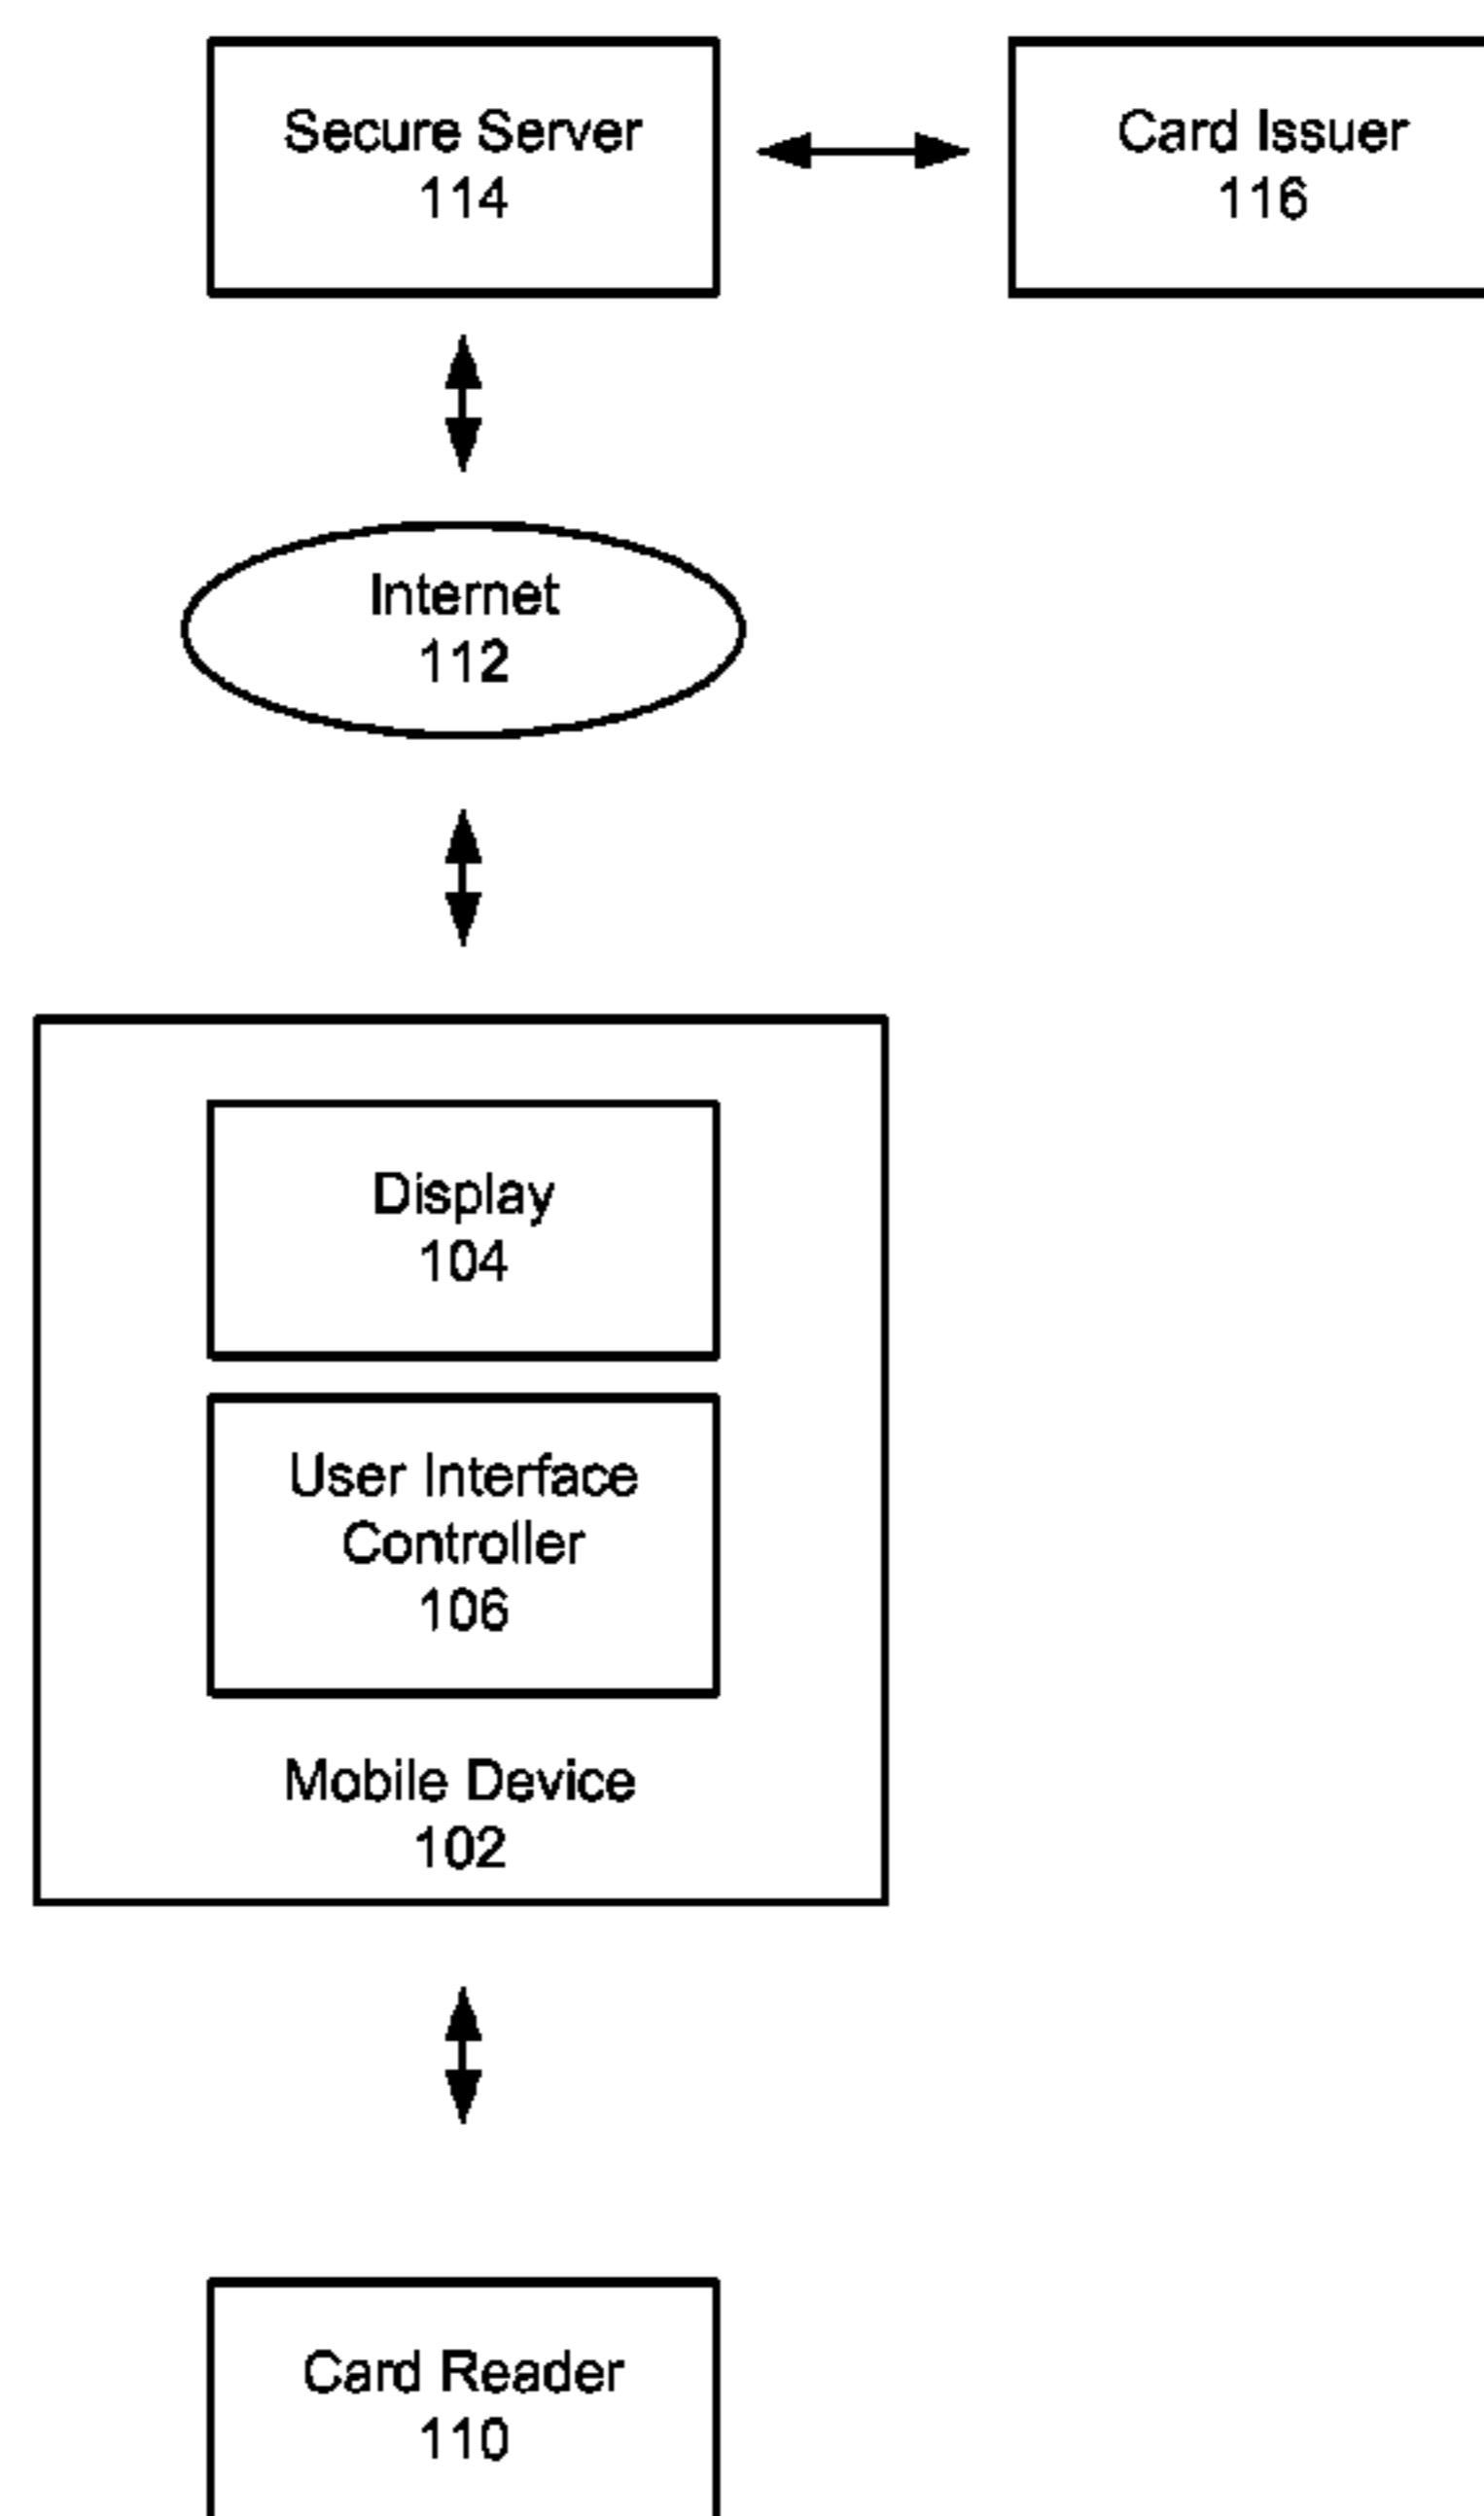 Secure Server
114
Card Issuer
116
Internet
112
Display
104
User Interface
Controller
106
Mobile Device
102
Card Reader
110